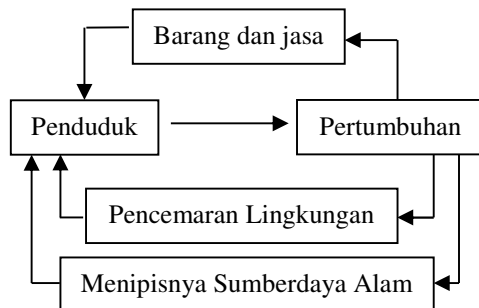 Barang dan jasa
Penduduk
Pertumbuhan
Pencemaran Lingkungan
Menipisnya Sumberdaya Alam